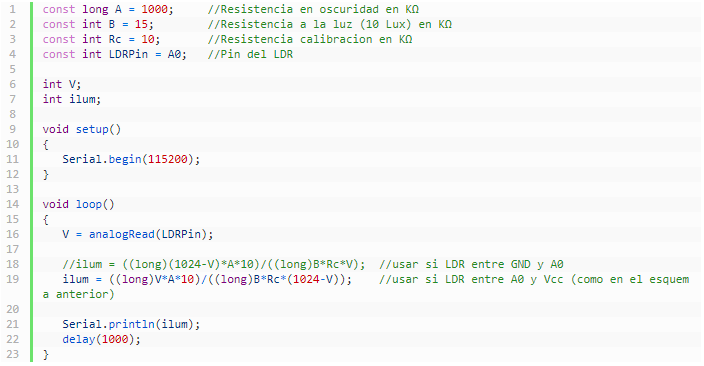 1 const long A = 1000;     //Resistencia en oscuridad en KΩ
2 const int B = 15;        //Resistencia a la luz (10 Lux) en KΩ
3 const int Rc = 10;       //Resistencia calibracion en KΩ
4 const int LDRPin = A0;   //Pin del LDR
5
6 int V;
7 int ilum;
8
9 void setup()
10 {
11    Serial.begin(115200);
12 }
13
14 void loop()
15 {
16    V = analogRead(LDRPin);
17
18    //ilum = ((long)(1024-V)*A*10)/((long)B*Rc*V);  //usar si LDR entre GND y A0
19    ilum = ((long)V*A*10)/((long)B*Rc*(1024-V));    //usar si LDR entre A0 y Vcc (como en el esquem
a anterior)
20
21    Serial.println(ilum);
22    delay(1000);
23 }